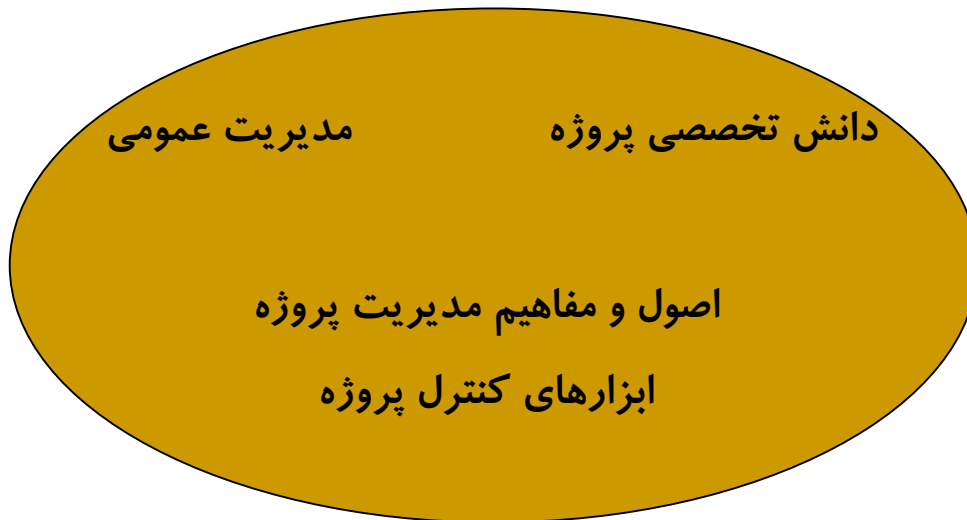 دانش تخصصی پروژه
مدیریت عمومی
اصول و مفاهیم مدیریت پروژه
ابزارهای کنترل پروژه